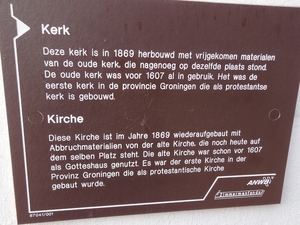 Kerk
Deze kerk is in 1869 herbouwd met vrijgekomen materialen
van de oude kerk, die nagenoeg op dezelfde plaats stond.
De oude kerk was voor 1607 al in gebruik. Het was de
eerste kerk in de provincie Groningen die als protestantse
kerk is gebouwd.
Kirche
Diese Kirche ist im Jahre 1869 wiederaufgebaut mit
Abbruchmaterialien von der alte Kirche, die noch heute auf
dem selben Platz steht. Die alte Kirche war schon vor 1607
als Gotteshaus genutzt. Es war der erste Kirche in der
Provinz Groningen die als protestantische Kirche
gebaut wurde.
ANWB
Zimmelmanfonds
87041/001